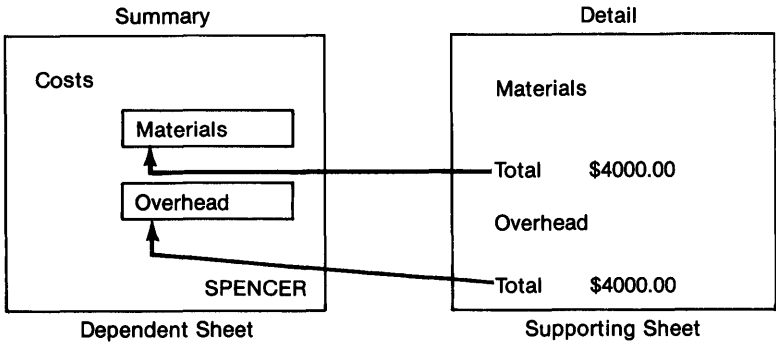 Summary
Costs
Materials
Overhead
SPENCER
Dependent Sheet
Detail
Materials
Total $4000.00
Overhead
Total $4000.00
Supporting Sheet